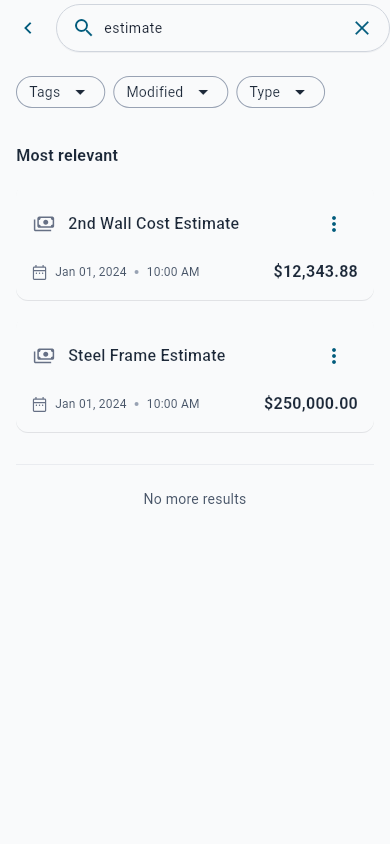 estimate
Tags
Modified
Type
Most relevant
2nd Wall Cost Estimate
Jan 01, 2024 • 10:00 AM
$12,343.88
Steel Frame Estimate
Jan 01, 2024 • 10:00 AM
$250,000.00
No more results